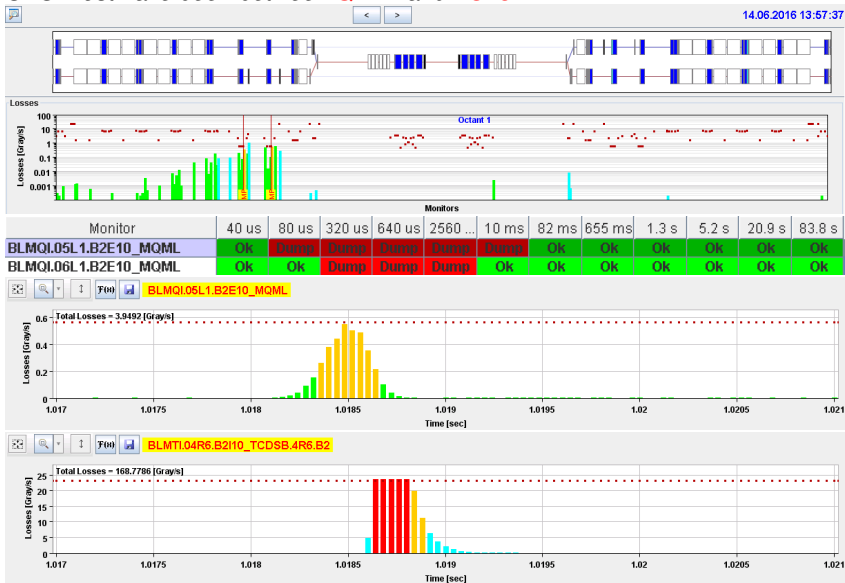 < >
14.06.2016 13:57:37
Losses
Octant 1
Losses [Gray/s]
100
10
1
0.1
0.01
0.001
Monitors
Monitor 40 us 80 us 320 us 640 us 2560 ... 10 ms 82 ms 655 ms 1.3 s 5.2 s 20.9 s 83.8 s
BLMQI.05L1.B2E10_MQML Ok Dump Dump Dump Dump Dump Ok Ok Ok Ok Ok Ok
BLMQI.06L1.B2E10_MQML Ok Ok Dump Dump Dump Ok Ok Ok Ok Ok Ok Ok
F(x) BLMQI.05L1.B2E10_MQML
Total Losses = 3.9492 [Gray/s]
Losses [Gray/s]
0.6
0.4
0.2
0
1.017 1.0175 1.018 1.0185 1.019 1.0195 1.02 1.0205 1.021
Time [sec]
F(x) BLMTI.04R6.B2I10_TCDSB.4R6.B2
Total Losses = 168.7786 [Gray/s]
Losses [Gray/s]
25
20
15
10
5
0
1.017 1.0175 1.018 1.0185 1.019 1.0195 1.02 1.0205 1.021
Time [sec]